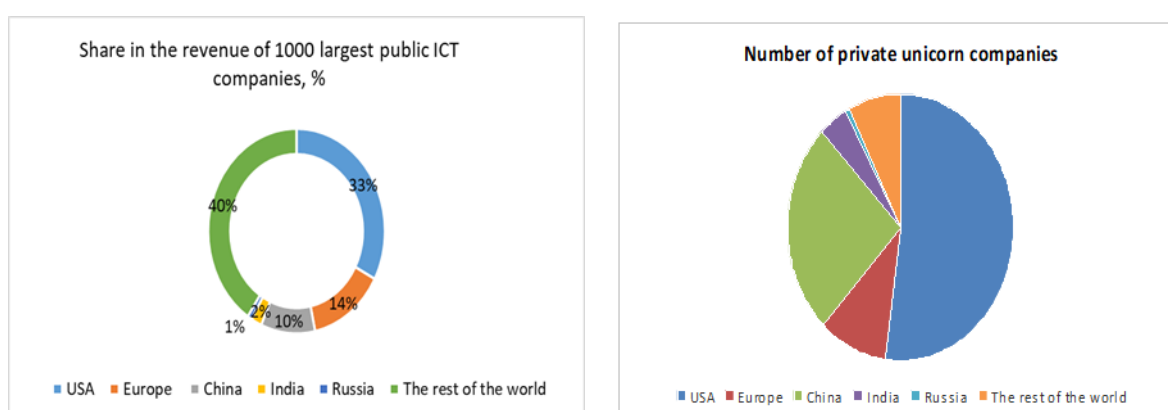 Share in the revenue of 1000 largest public ICT
companies, %
33%
14%
10%
2%
1%
40%
USA Europe China India Russia The rest of the world
Number of private unicorn companies
USA Europe China India Russia The rest of the world